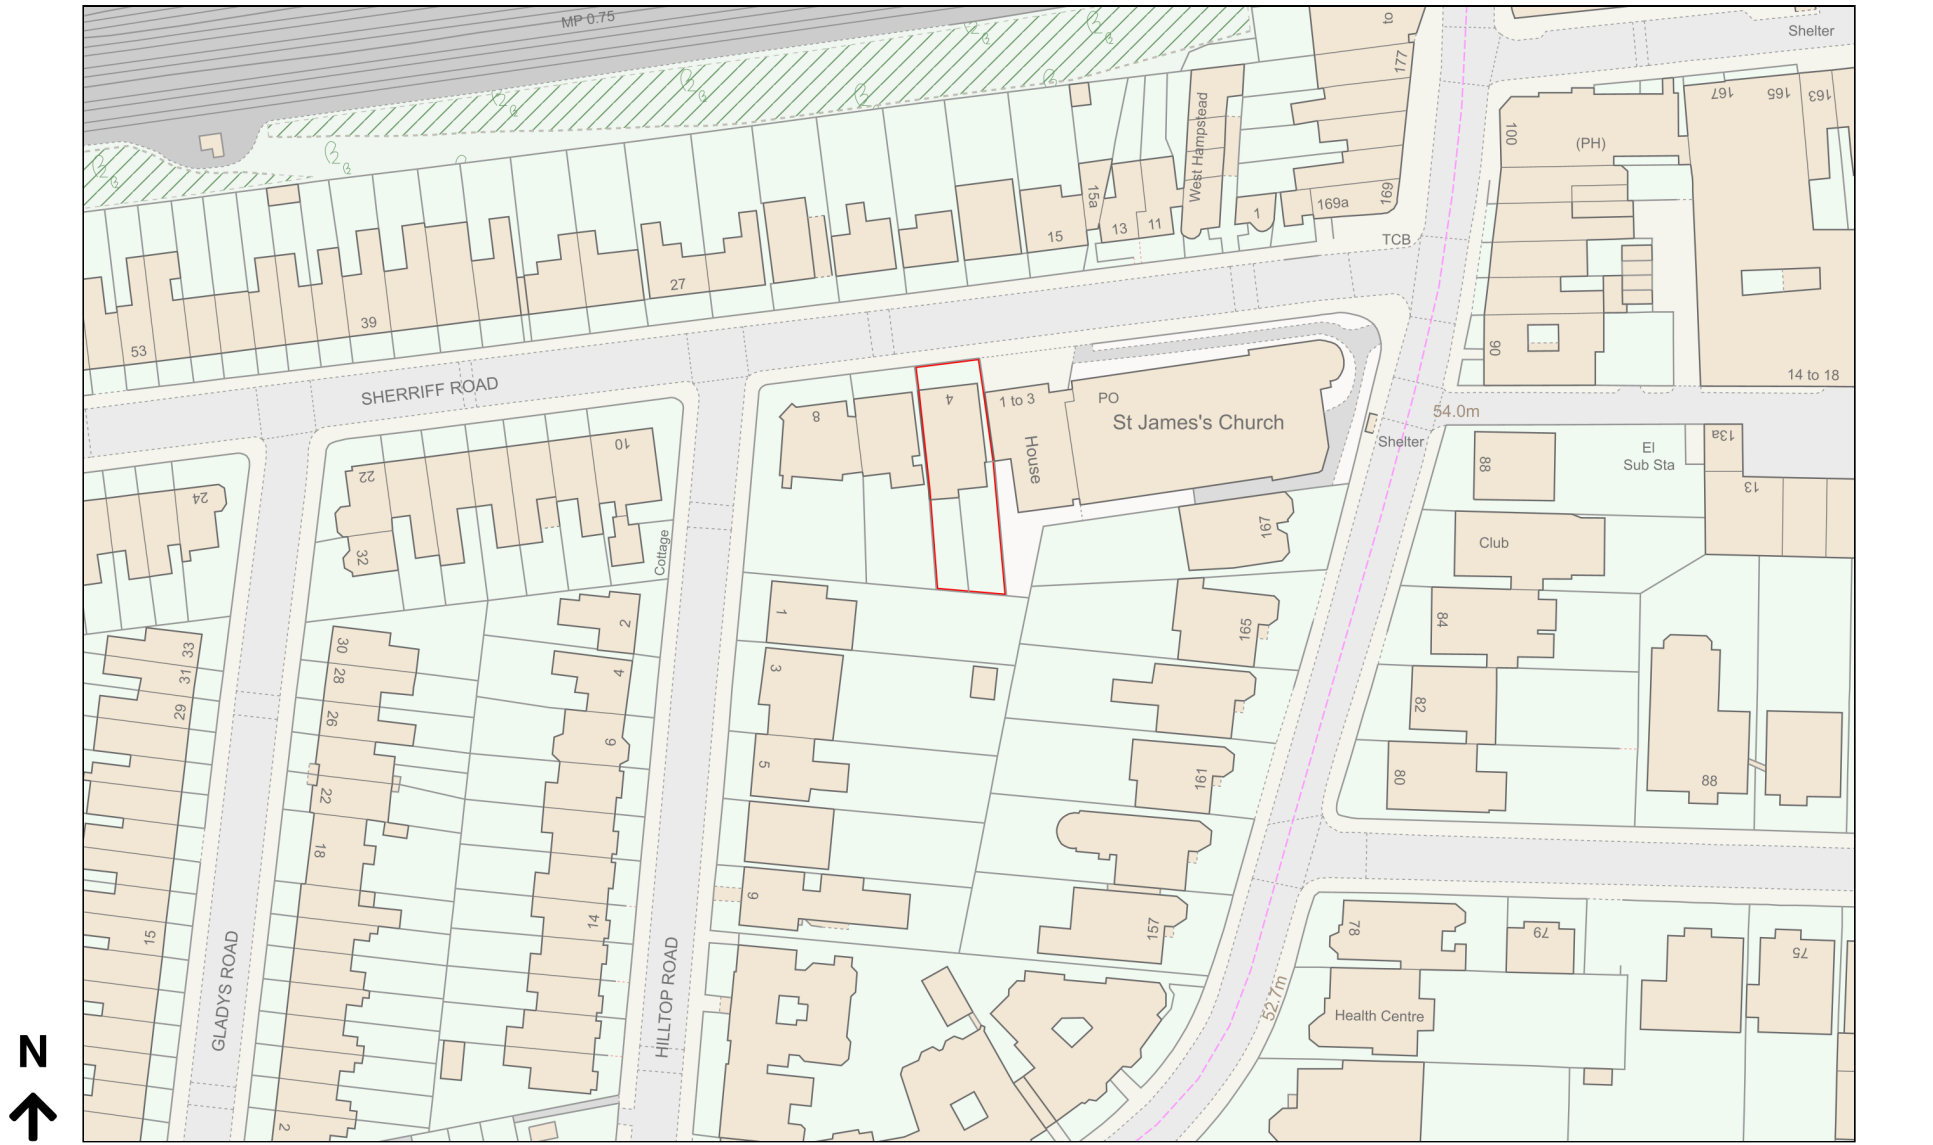 MP 0.75
to
177
Shelter
167
165
163
100
(PH)
West Hampstead
15a
13
11
15
1
169a
169
TCB
27
39
53
90
14 to 18
SHERRIFF ROAD
8
4
1 to 3
House
PO
St James's Church
54.0m
Shelter
13a
El
Sub Sta
88
13
10
22
24
32
Cottage
167
Club
1
2
165
84
33
31
29
30
28
26
3
4
82
6
5
161
80
88
22
18
9
14
157
78
79
75
15
GLADYS ROAD
HILLTOP ROAD
52.7m
Health Centre
2
N